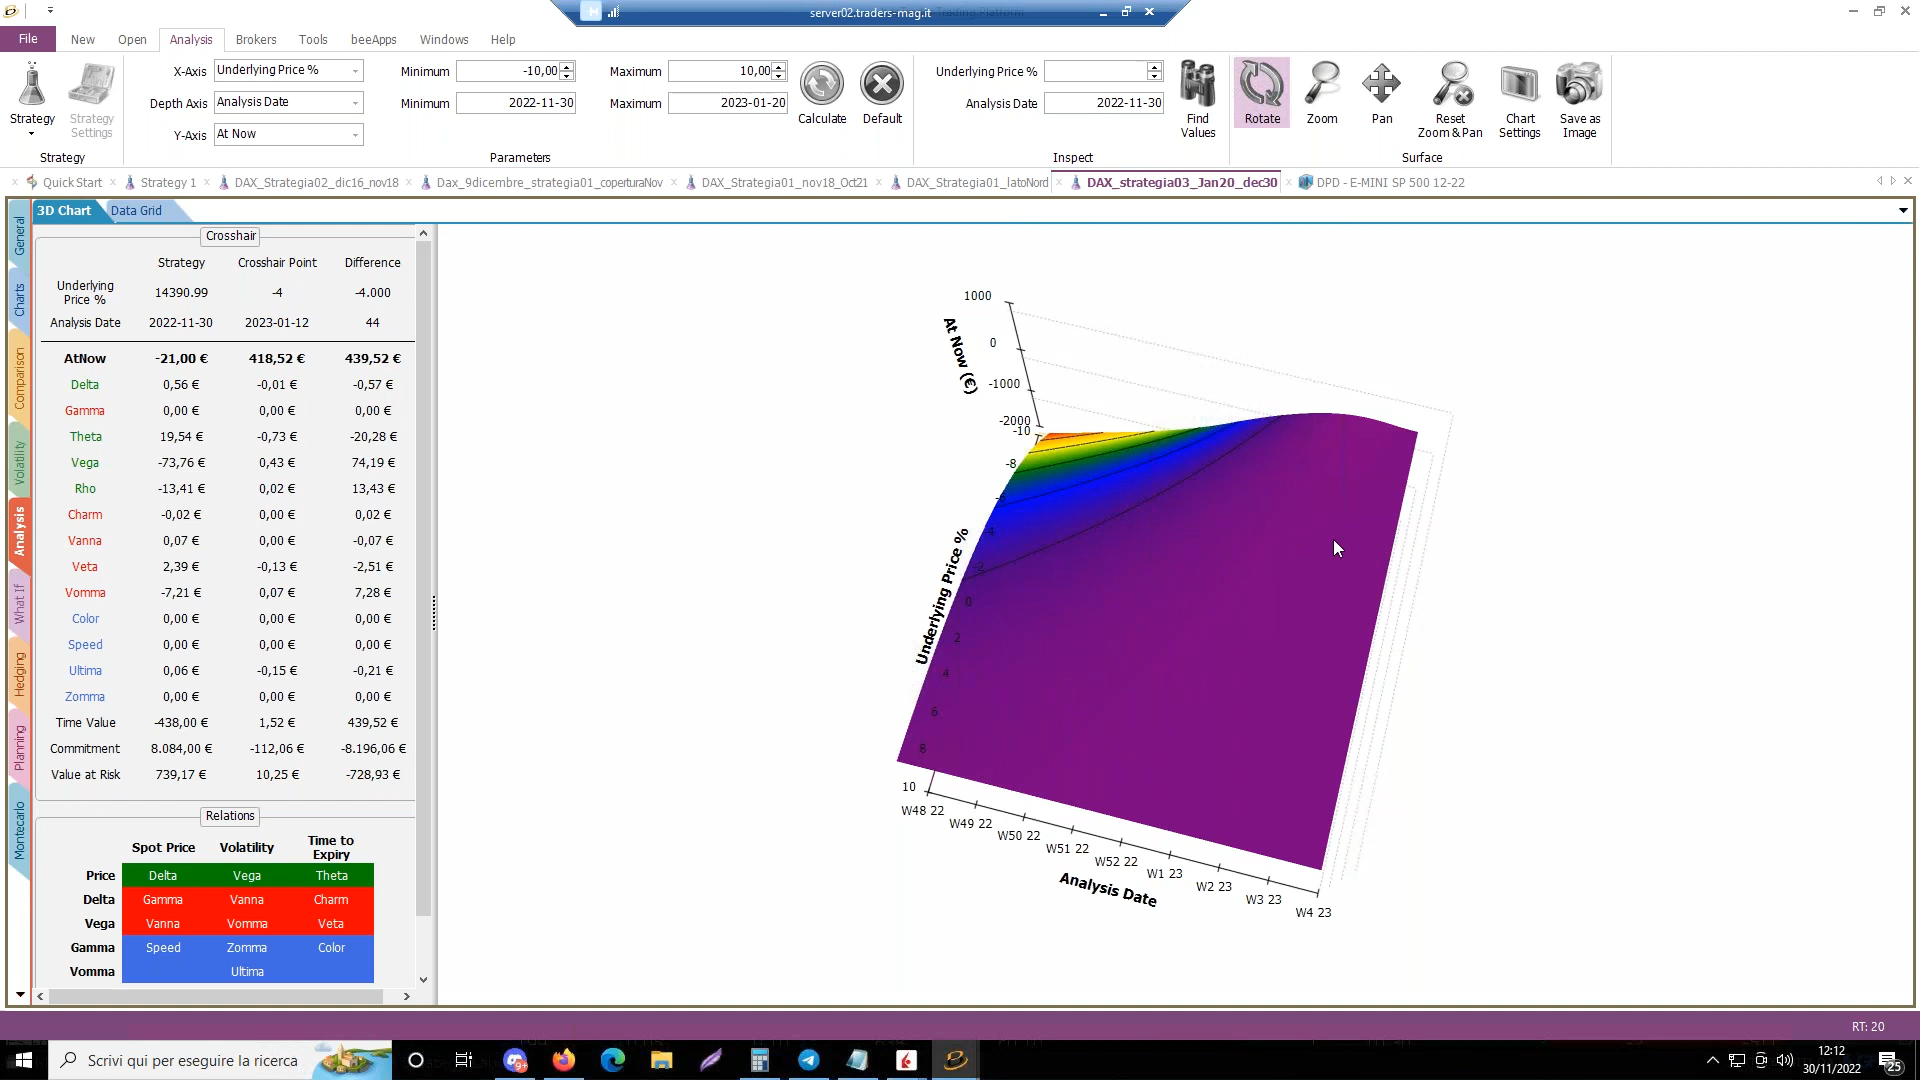 server02.traders-mag.it
File New Open Analysis Brokers Tools beeApps Windows Help
X-Axis Underlying Price % Minimum -10,00 Maximum 10,00 Underlying Price %
Depth Axis Analysis Date Minimum 2022-11-30 Maximum 2023-01-20 Analysis Date 2022-11-30
Y-Axis At Now
Strategy
Strategy Settings
Calculate
Default
Find Values
Rotate
Zoom
Pan
Reset Zoom & Pan
Chart Settings
Save as Image
Strategy Parameters Inspect Surface
Quick Start Strategy 1 DAX_Strategia02_dic16_nov18 Dax_9dicembre_strategia01_coperturaNov DAX_Strategia01_nov18_Oct21 DAX_Strategia01_latoNord DAX_strategia03_Jan20_dec30 DPD - E-MINI SP 500 12-22
3D Chart Data Grid
General
Charts
Comparison
Volatility
Analysis
What If
Hedging
Planning
Montecarlo
Crosshair
Strategy Crosshair Point Difference
Underlying Price % 14390.99 -4 -4.000
Analysis Date 2022-11-30 2023-01-12 44
AtNow -21,00 € 418,52 € 439,52 €
Delta 0,56 € -0,01 € -0,57 €
Gamma 0,00 € 0,00 € 0,00 €
Theta 19,54 € -0,73 € -20,28 €
Vega -73,76 € 0,43 € 74,19 €
Rho -13,41 € 0,02 € 13,43 €
Charm -0,02 € 0,00 € 0,02 €
Vanna 0,07 € 0,00 € -0,07 €
Veta 2,39 € -0,13 € -2,51 €
Vomma -7,21 € 0,07 € 7,28 €
Color 0,00 € 0,00 € 0,00 €
Speed 0,00 € 0,00 € 0,00 €
Ultima 0,06 € -0,15 € -0,21 €
Zomma 0,00 € 0,00 € 0,00 €
Time Value -438,00 € 1,52 € 439,52 €
Commitment 8.084,00 € -112,06 € -8.196,06 €
Value at Risk 739,17 € 10,25 € -728,93 €
Relations
Spot Price Volatility Time to Expiry
Price Delta Vega Theta
Delta Gamma Vanna Charm
Vega Vanna Vomma Veta
Gamma Speed Zomma Color
Vomma Ultima
At Now (€)
1000
0
-1000
-2000
Underlying Price %
-10
-8
-6
-4
-2
0
2
4
6
8
10
W48 22
W49 22
W50 22
W51 22
W52 22
W1 23
W2 23
W3 23
W4 23
Analysis Date
RT: 20
Scrivi qui per eseguire la ricerca
9+
12:12
30/11/2022
25